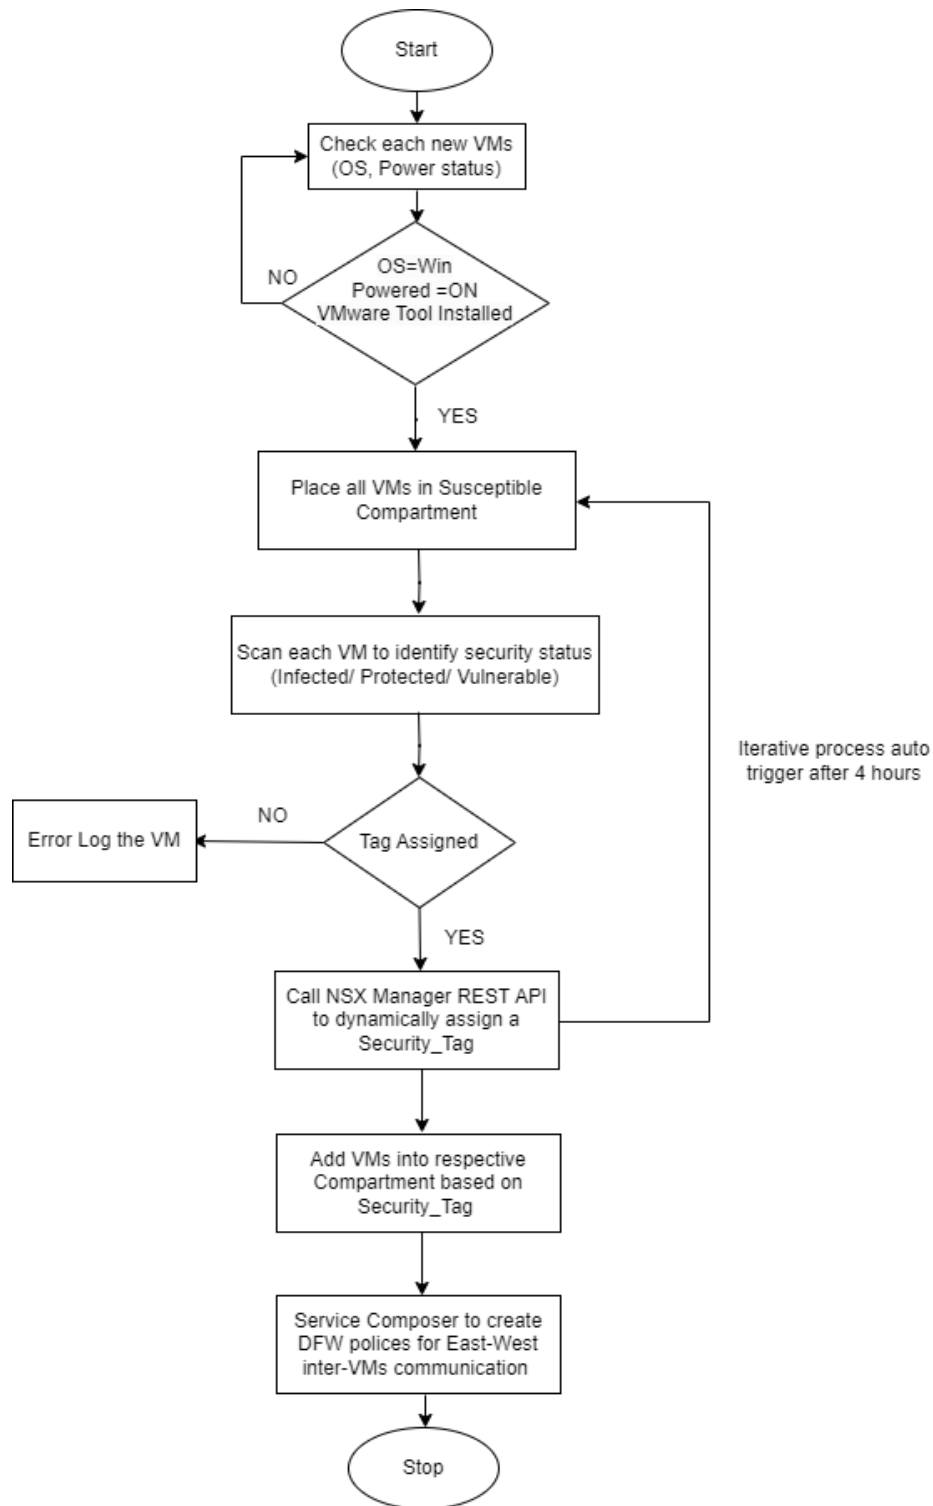 Start
Check each new VMs
(OS, Power status)
NO
OS=Win
Powered =ON
VMware Tool Installed
YES
Place all VMs in Susceptible
Compartment
Scan each VM to identify security status
(Infected/ Protected/ Vulnerable)
Iterative process auto
trigger after 4 hours
NO
Error Log the VM
Tag Assigned
YES
Call NSX Manager REST API
to dynamically assign a
Security_Tag
Add VMs into respective
Compartment based on
Security_Tag
Service Composer to create
DFW polices for East-West
inter-VMs communication
Stop